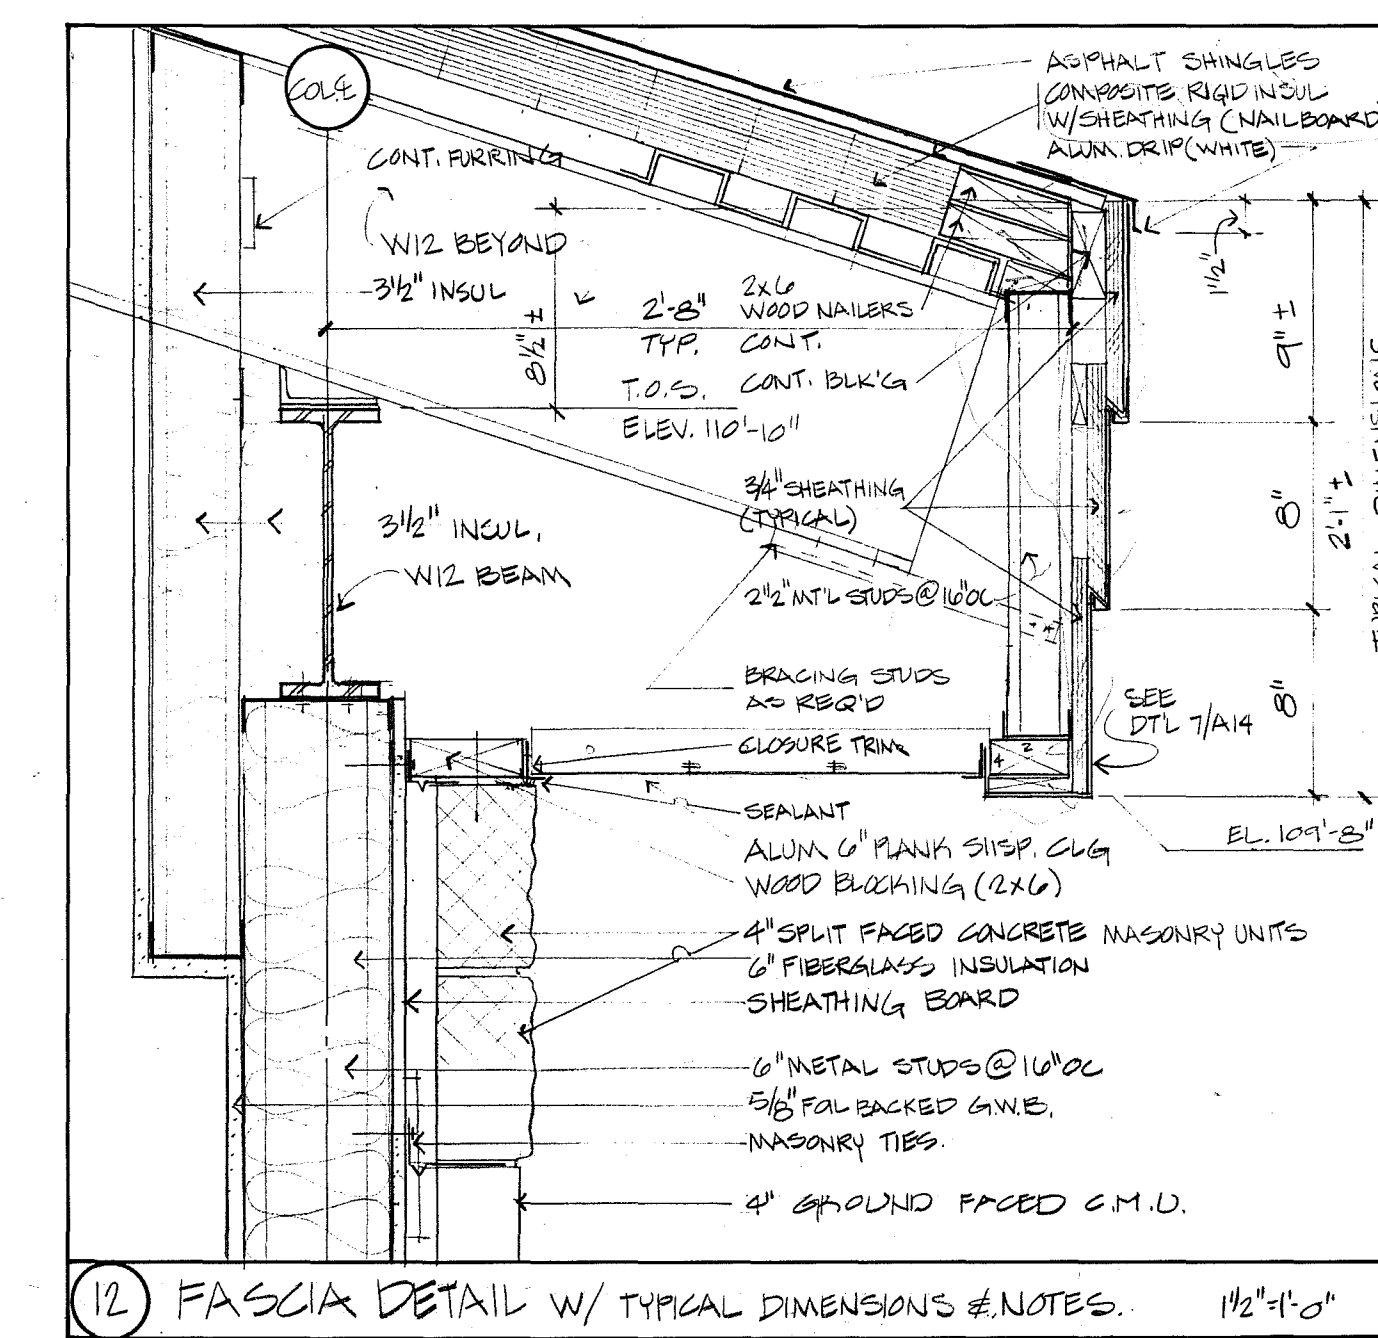 ASPHALT SHINGLES
COMPOSITE RIGID INSUL
W/SHEATHING (NAILBOARD
ALUM. DRIP (WHITE)
COL ℄
CONT. FURRING
W12 BEYOND
3½" INSUL
8½" ±
2'-8"
TYP.
2x6
WOOD NAILERS
CONT.
T.O.S.
ELEV. 110'-10"
CONT. BLK'G
1½"
9" ±
8"
8"
2'-1" ±
3/4" SHEATHING
(TYPICAL)
3½" INSUL.
W12 BEAM
2½" MT'L STUDS @ 16" OC
BRACING STUDS
AS REQ'D
SEE
DT'L 7/A14
CLOSURE TRIM
2
4
SEALANT
EL. 109'-8"
ALUM 6" PLANK SUSP. CLG
WOOD BLOCKING (2x6)
4" SPLIT FACED CONCRETE MASONRY UNITS
6" FIBERGLASS INSULATION
SHEATHING BOARD
6" METAL STUDS @ 16" OC
5/8" FOIL BACKED G.W.B.
MASONRY TIES.
4" GROUND FACED C.M.U.
12 FASCIA DETAIL W/ TYPICAL DIMENSIONS & NOTES. 1½"=1'-0"